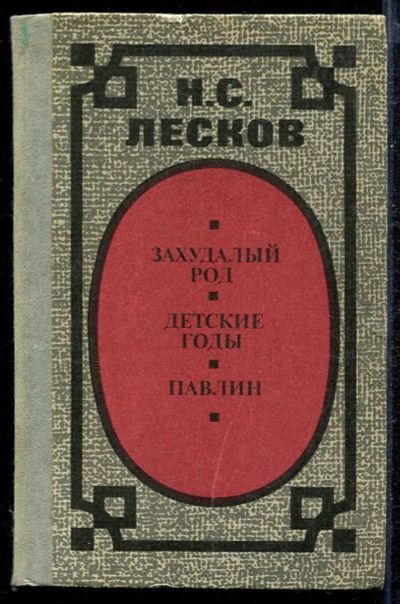 Н.С.
ЛЕСКОВ
ЗАХУДАЛЫЙ
РОД
ДЕТСКИЕ
ГОДЫ
ПАВЛИН